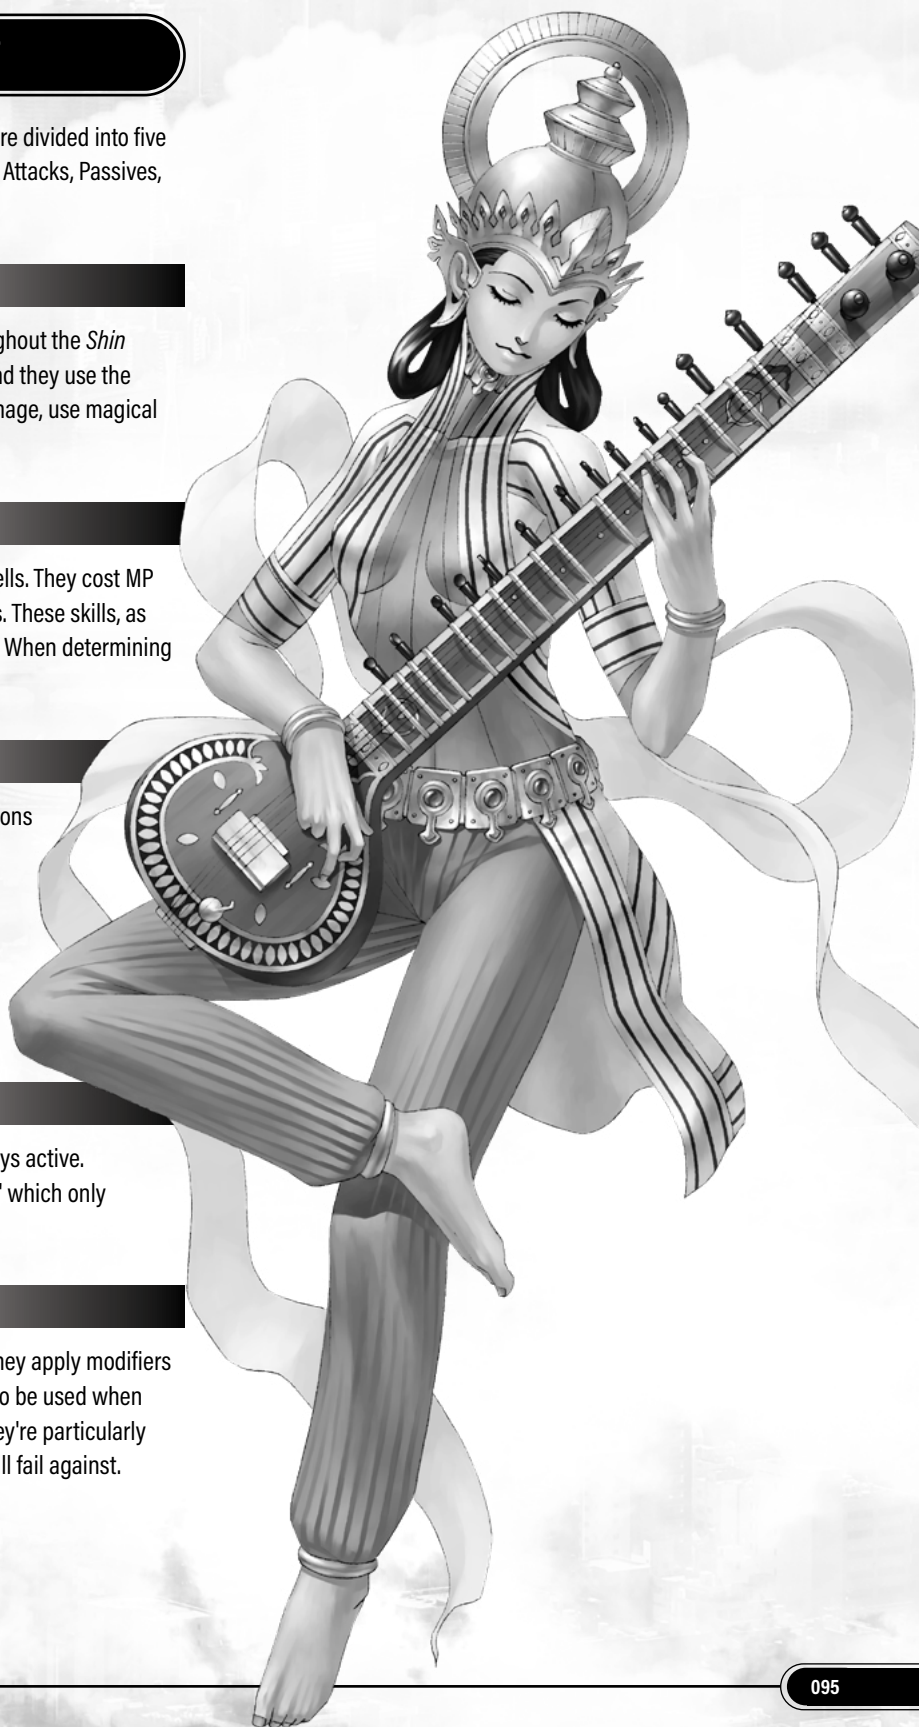 re divided into five
Attacks, Passives,
ghout the Shin
nd they use the
mage, use magical
ells. They cost MP
s. These skills, as
When determining
ons
ys active.
" which only
hey apply modifiers
o be used when
ey're particularly
ll fail against.
095